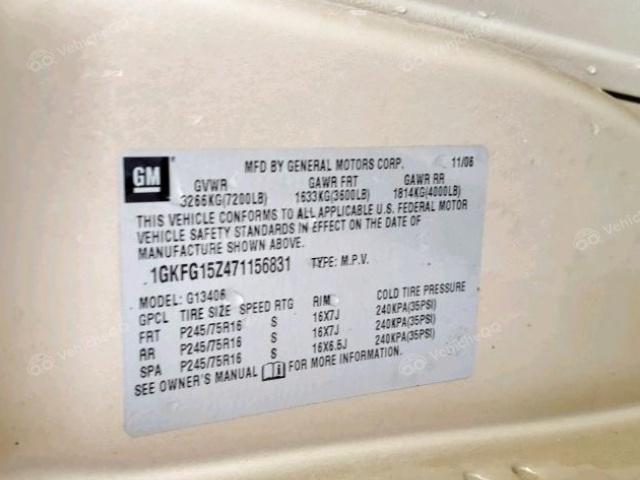 GM
MFD BY GENERAL MOTORS CORP. 11/06
GVWR GAWR FRT GAWR RR
3266KG(7200LB) 1633KG(3600LB) 1814KG(4000LB)
THIS VEHICLE CONFORMS TO ALL APPLICABLE U.S. FEDERAL MOTOR
VEHICLE SAFETY STANDARDS IN EFFECT ON THE DATE OF
MANUFACTURE SHOWN ABOVE.
1GKFG15Z471156831 TYPE: M.P.V.
MODEL: G13406
GPCL TIRE SIZE SPEED RTG RIM COLD TIRE PRESSURE
FRT P245/75R16 S 16X7J 240KPA(35PSI)
RR P245/75R16 S 16X7J 240KPA(35PSI)
SPA P245/75R16 S 16X6.5J 240KPA(35PSI)
SEE OWNER'S MANUAL FOR MORE INFORMATION.
VehicleQQ